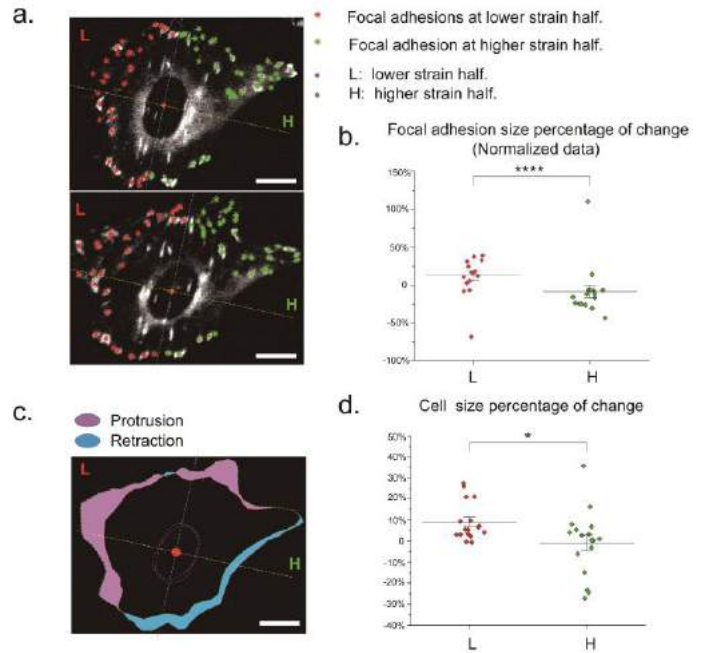 a.
L
H
L
H
Focal adhesions at lower strain half.
Focal adhesion at higher strain half.
L: lower strain half.
H: higher strain half.
b.
Focal adhesion size percentage of change
(Normalized data)
150%
****
100%
50%
0
-50%
-100%
L
H
c.
Protrusion
Retraction
L
H
d.
Cell size percentage of change
50%
*
40%
30%
20%
10%
0
-10%
-20%
-30%
-40%
L
H